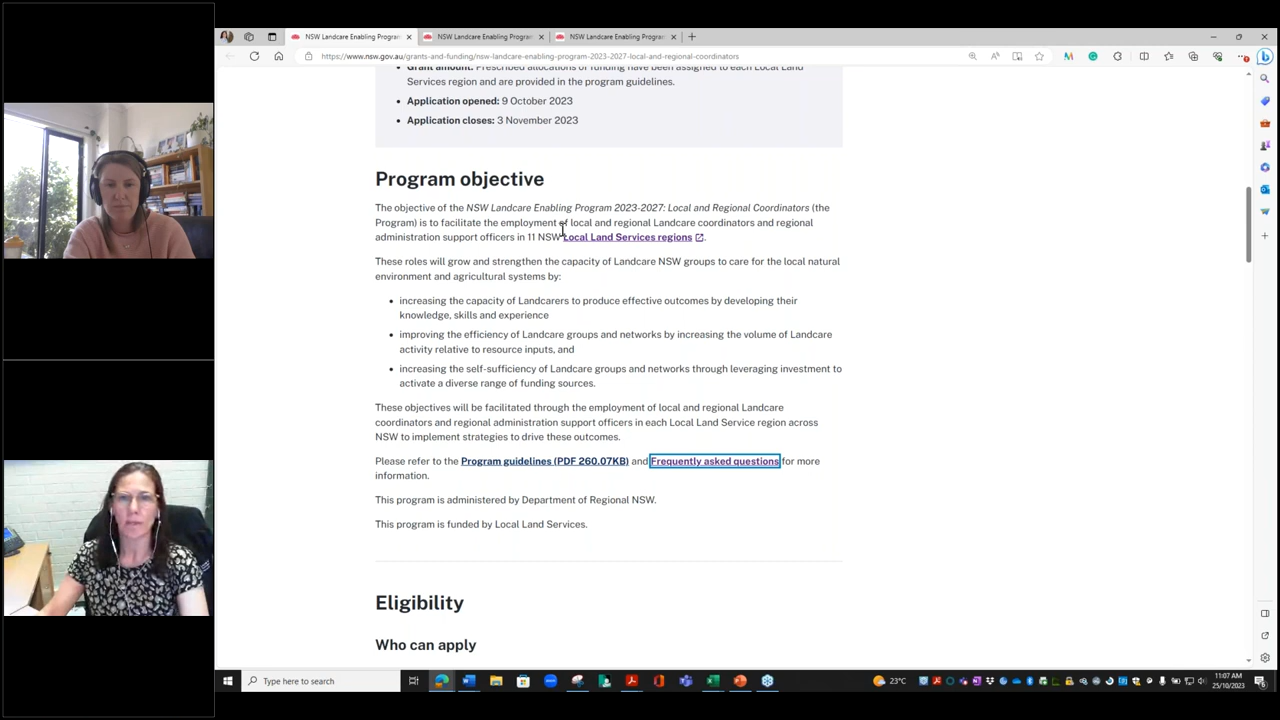 NSW Landcare Enabling Program
NSW Landcare Enabling Program
NSW Landcare Enabling Program
https://www.nsw.gov.au/grants-and-funding/nsw-landcare-enabling-program-2023-2027-local-and-regional-coordinators
Grant amount: Prescribed allocations of funding have been assigned to each Local Land
Services region and are provided in the program guidelines.
Application opened: 9 October 2023
Application closes: 3 November 2023
Program objective
The objective of the NSW Landcare Enabling Program 2023-2027: Local and Regional Coordinators (the
Program) is to facilitate the employment of local and regional Landcare coordinators and regional
administration support officers in 11 NSW Local Land Services regions.
These roles will grow and strengthen the capacity of Landcare NSW groups to care for the local natural
environment and agricultural systems by:
increasing the capacity of Landcarers to produce effective outcomes by developing their
knowledge, skills and experience
improving the efficiency of Landcare groups and networks by increasing the volume of Landcare
activity relative to resource inputs, and
increasing the self-sufficiency of Landcare groups and networks through leveraging investment to
activate a diverse range of funding sources.
These objectives will be facilitated through the employment of local and regional Landcare
coordinators and regional administration support officers in each Local Land Service region across
NSW to implement strategies to drive these outcomes.
Please refer to the Program guidelines (PDF 260.07KB) and Frequently asked questions for more
information.
This program is administered by Department of Regional NSW.
This program is funded by Local Land Services.
Eligibility
Who can apply
Type here to search
23°C
11:07 AM
25/10/2023